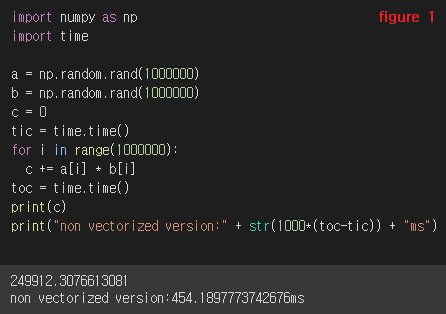 import numpy as np
figure 1
import time
a = np.random.rand(1000000)
b = np.random.rand(1000000)
c = 0
tic = time.time()
for i in range(1000000):
  c += a[i] * b[i]
toc = time.time()
print(c)
print("non vectorized version:" + str(1000*(toc-tic)) + "ms")
249912.3076613081
non vectorized version:454.1897773742676ms